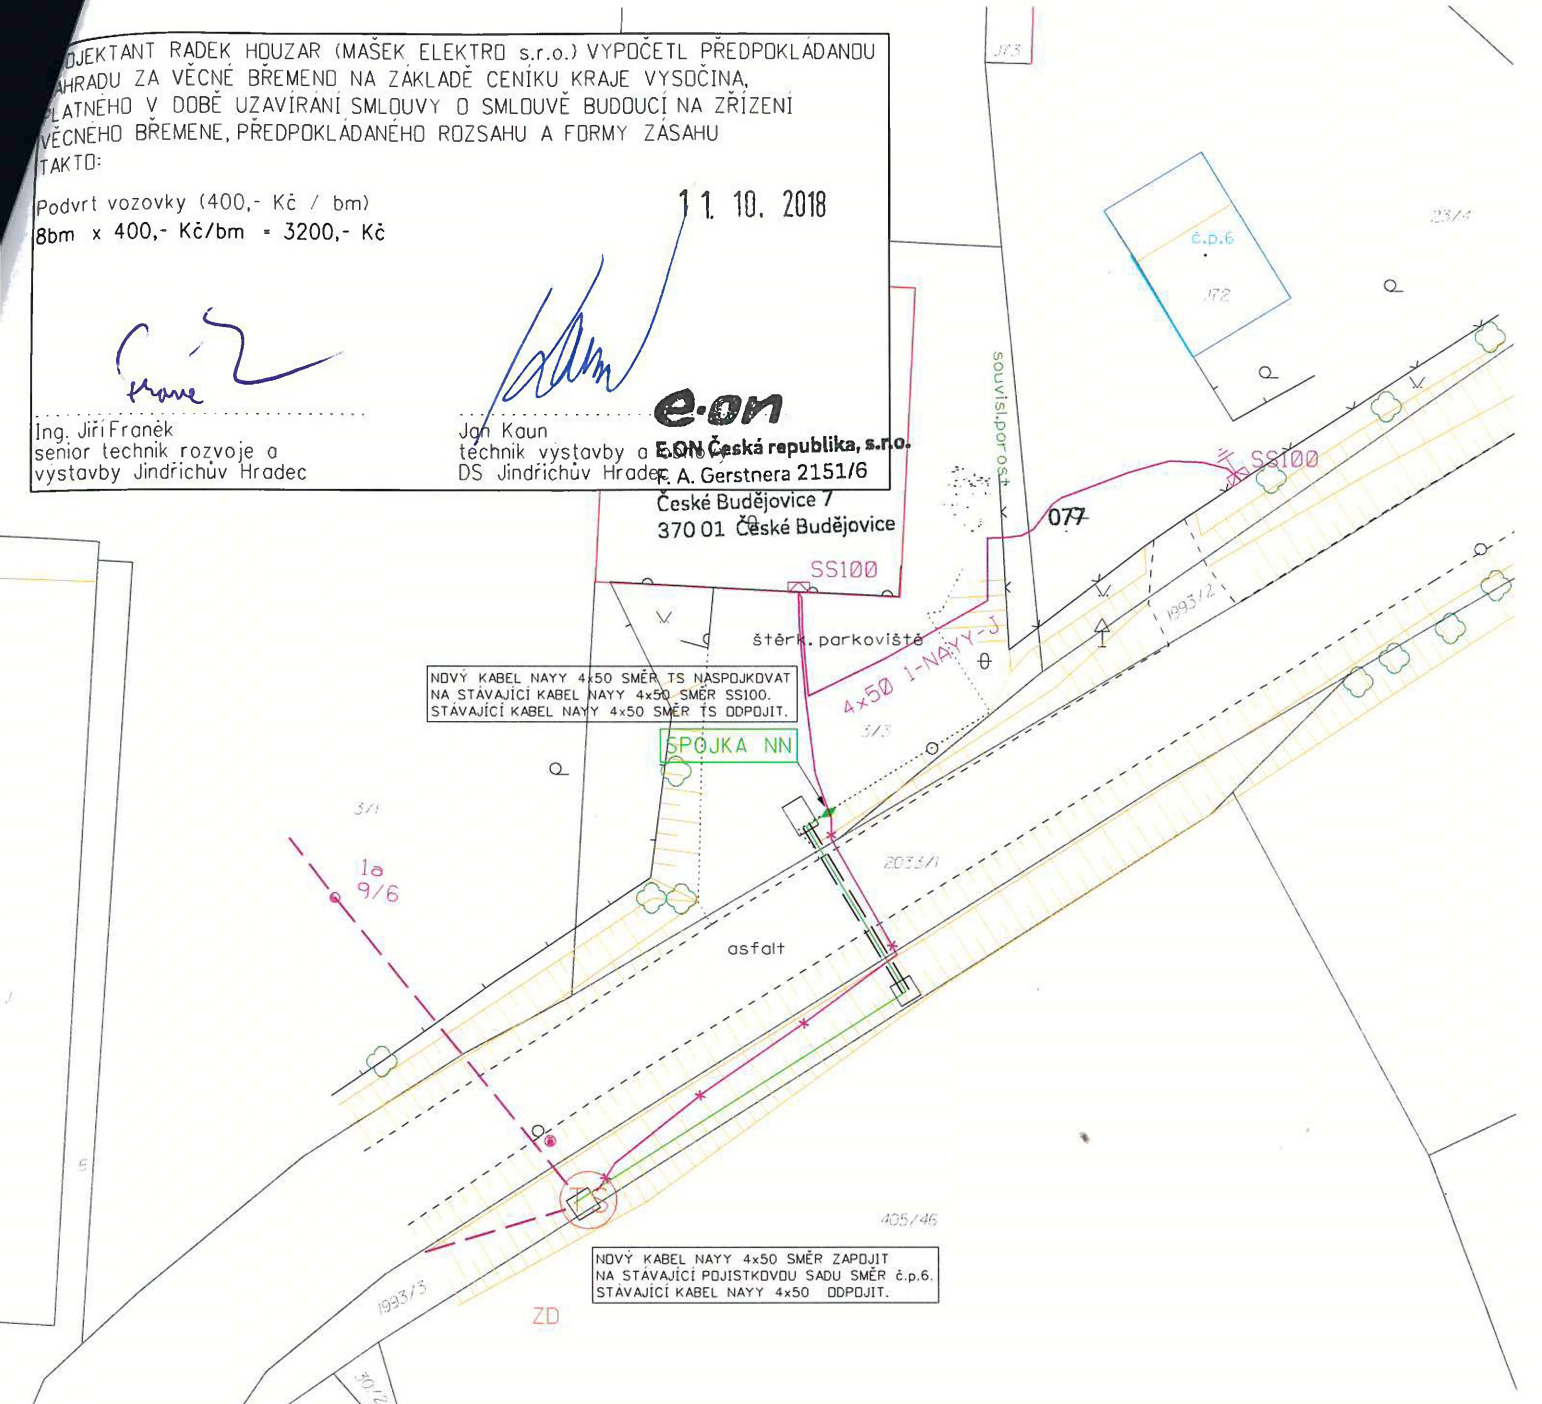 OJEKTANT RADEK HOUZAR (MAŠEK ELEKTRO s.r.o.) VYPOČETL PŘEDPOKLÁDANOU
ÁHRADU ZA VĚCNÉ BŘEMENO NA ZÁKLADĚ CENÍKU KRAJE VYSOČINA,
PLATNÉHO V DOBĚ UZAVÍRÁNÍ SMLOUVY O SMLOUVĚ BUDOUCÍ NA ZŘÍZENÍ
VĚCNÉHO BŘEMENE, PŘEDPOKLÁDANÉHO ROZSAHU A FORMY ZÁSAHU
TAKTO:
Podvrt vozovky (400,- Kč / bm)
8bm x 400,- Kč/bm = 3200,- Kč
11. 10. 2018
Ing. Jiří Franěk
senior technik rozvoje a
výstavby Jindřichův Hradec
Jan Kaun
technik výstavby a
DS Jindřichův Hradec
e·on
E.ON Česká republika, s.r.o.
F. A. Gerstnera 2151/6
České Budějovice 7
370 01 České Budějovice
č.p.6
23/4
souvisl.porost
SS100
077
SS100
1993/2
štěrk. parkoviště
4x50 1-NAYY-J
3/3
NOVÝ KABEL NAYY 4x50 SMĚR TS NASPOJKOVAT
NA STÁVAJÍCÍ KABEL NAYY 4x50 SMĚR SS100.
STÁVAJÍCÍ KABEL NAYY 4x50 SMĚR TS ODPOJIT.
SPOJKA NN
3/1
1a
9/6
2033/1
asfalt
TS
405/46
NOVÝ KABEL NAYY 4x50 SMĚR ZAPOJIT
NA STÁVAJÍCÍ POJISTKOVOU SADU SMĚR č.p.6.
STÁVAJÍCÍ KABEL NAYY 4x50 ODPOJIT.
1993/3
ZD
30/2